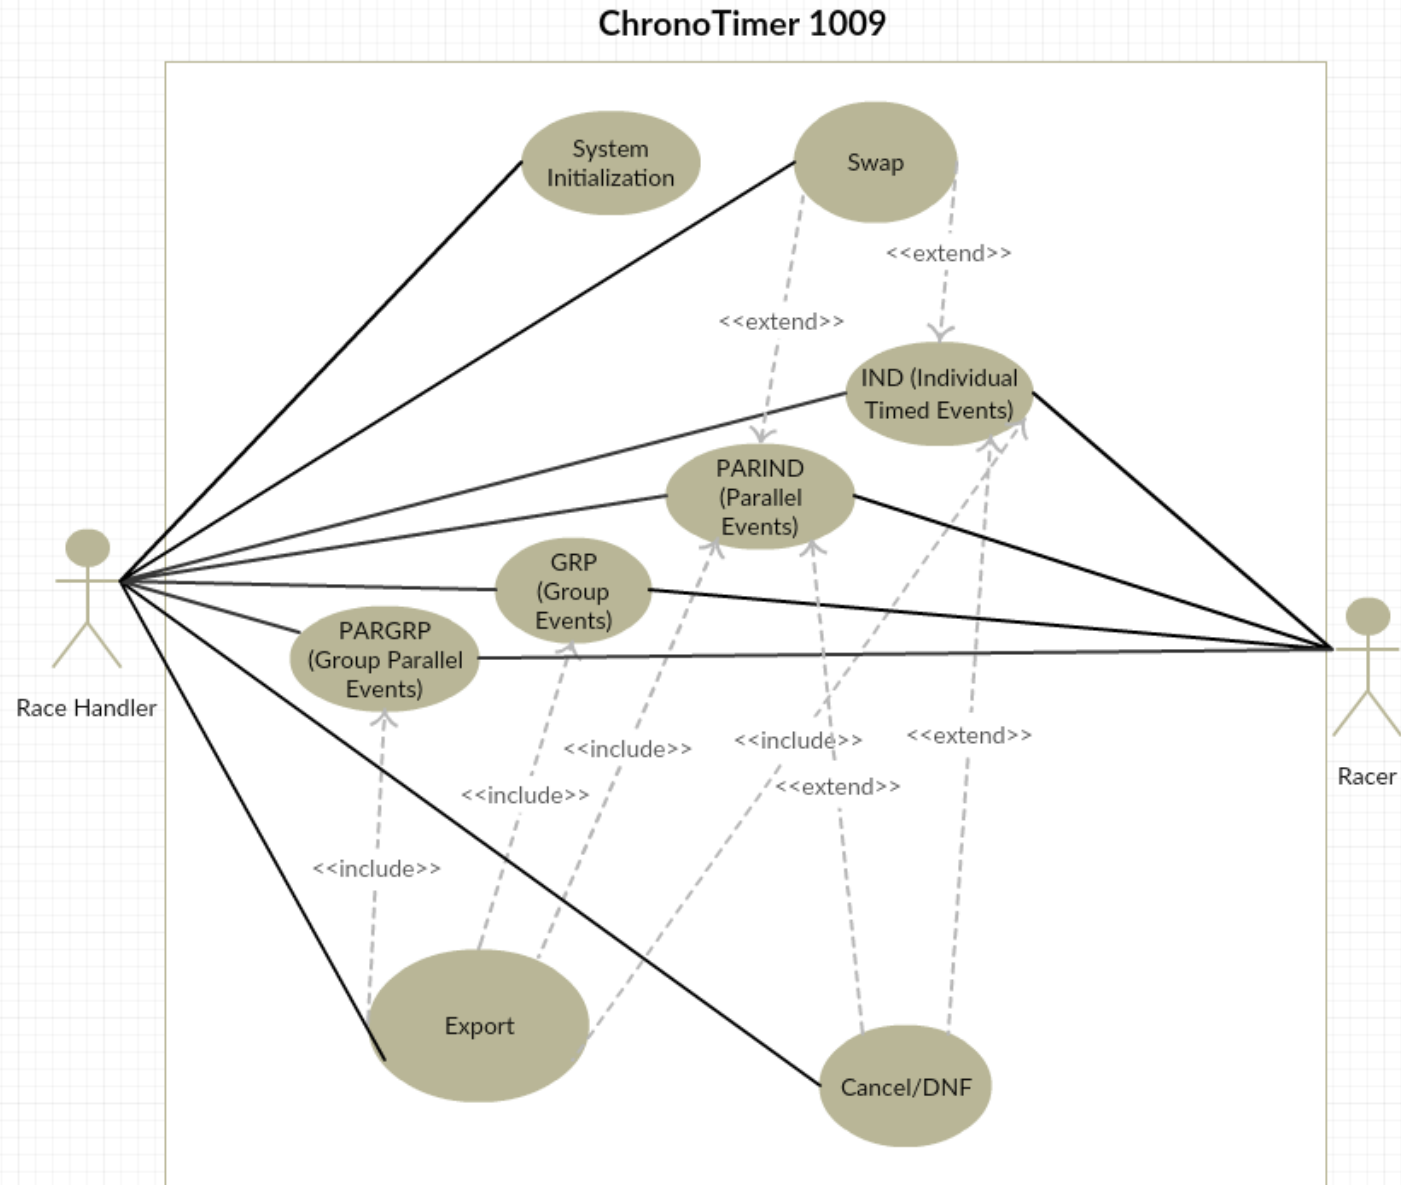 ChronoTimer 1009
System
Initialization
Swap
<<extend>>
<<extend>>
IND (Individual
Timed Events)
PARIND
(Parallel
Events)
GRP
(Group
Events)
PARGRP
(Group Parallel
Events)
Race Handler
Racer
<<include>>
<<include>>
<<extend>>
<<extend>>
<<include>>
<<include>>
Export
Cancel/DNF